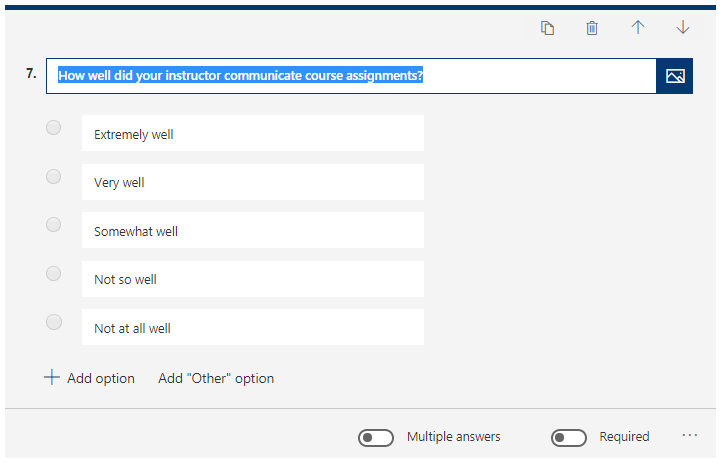 7. How well did your instructor communicate course assignments?
Extremely well
Very well
Somewhat well
Not so well
Not at all well
Add option Add "Other" option
Multiple answers Required ...